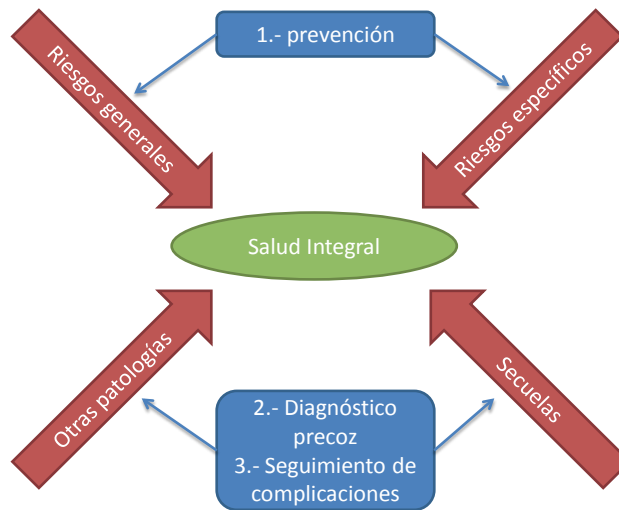 1.- prevención
Riesgos generales
Riesgos específicos
Salud Integral
Otras patologías
2.- Diagnóstico
precoz
3.- Seguimiento de
complicaciones
Secuelas